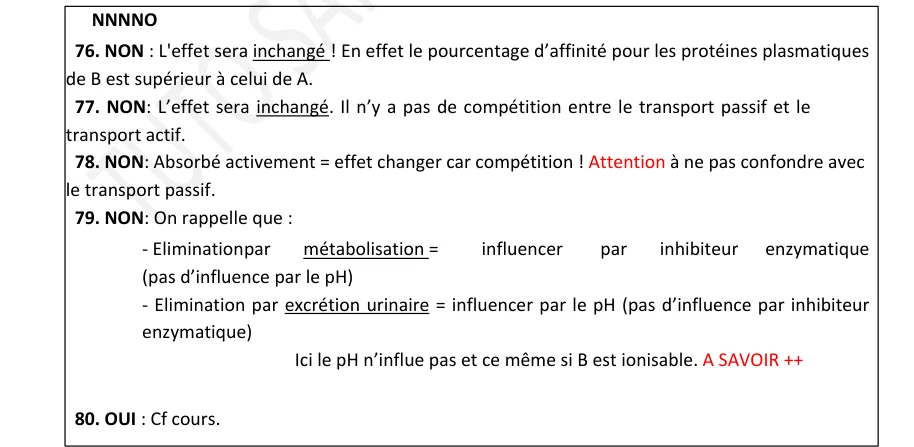 NNNNO
76. NON : L'effet sera inchangé ! En effet le pourcentage d’affinité pour les protéines plasmatiques
de B est supérieur à celui de A.
77. NON: L’effet sera inchangé. Il n’y a pas de compétition entre le transport passif et le
transport actif.
78. NON: Absorbé activement = effet changer car compétition ! Attention à ne pas confondre avec
le transport passif.
79. NON: On rappelle que :
- Eliminationpar métabolisation = influencer par inhibiteur enzymatique
(pas d’influence par le pH)
- Elimination par excrétion urinaire = influencer par le pH (pas d’influence par inhibiteur
enzymatique)
Ici le pH n’influe pas et ce même si B est ionisable. A SAVOIR ++
80. OUI : Cf cours.